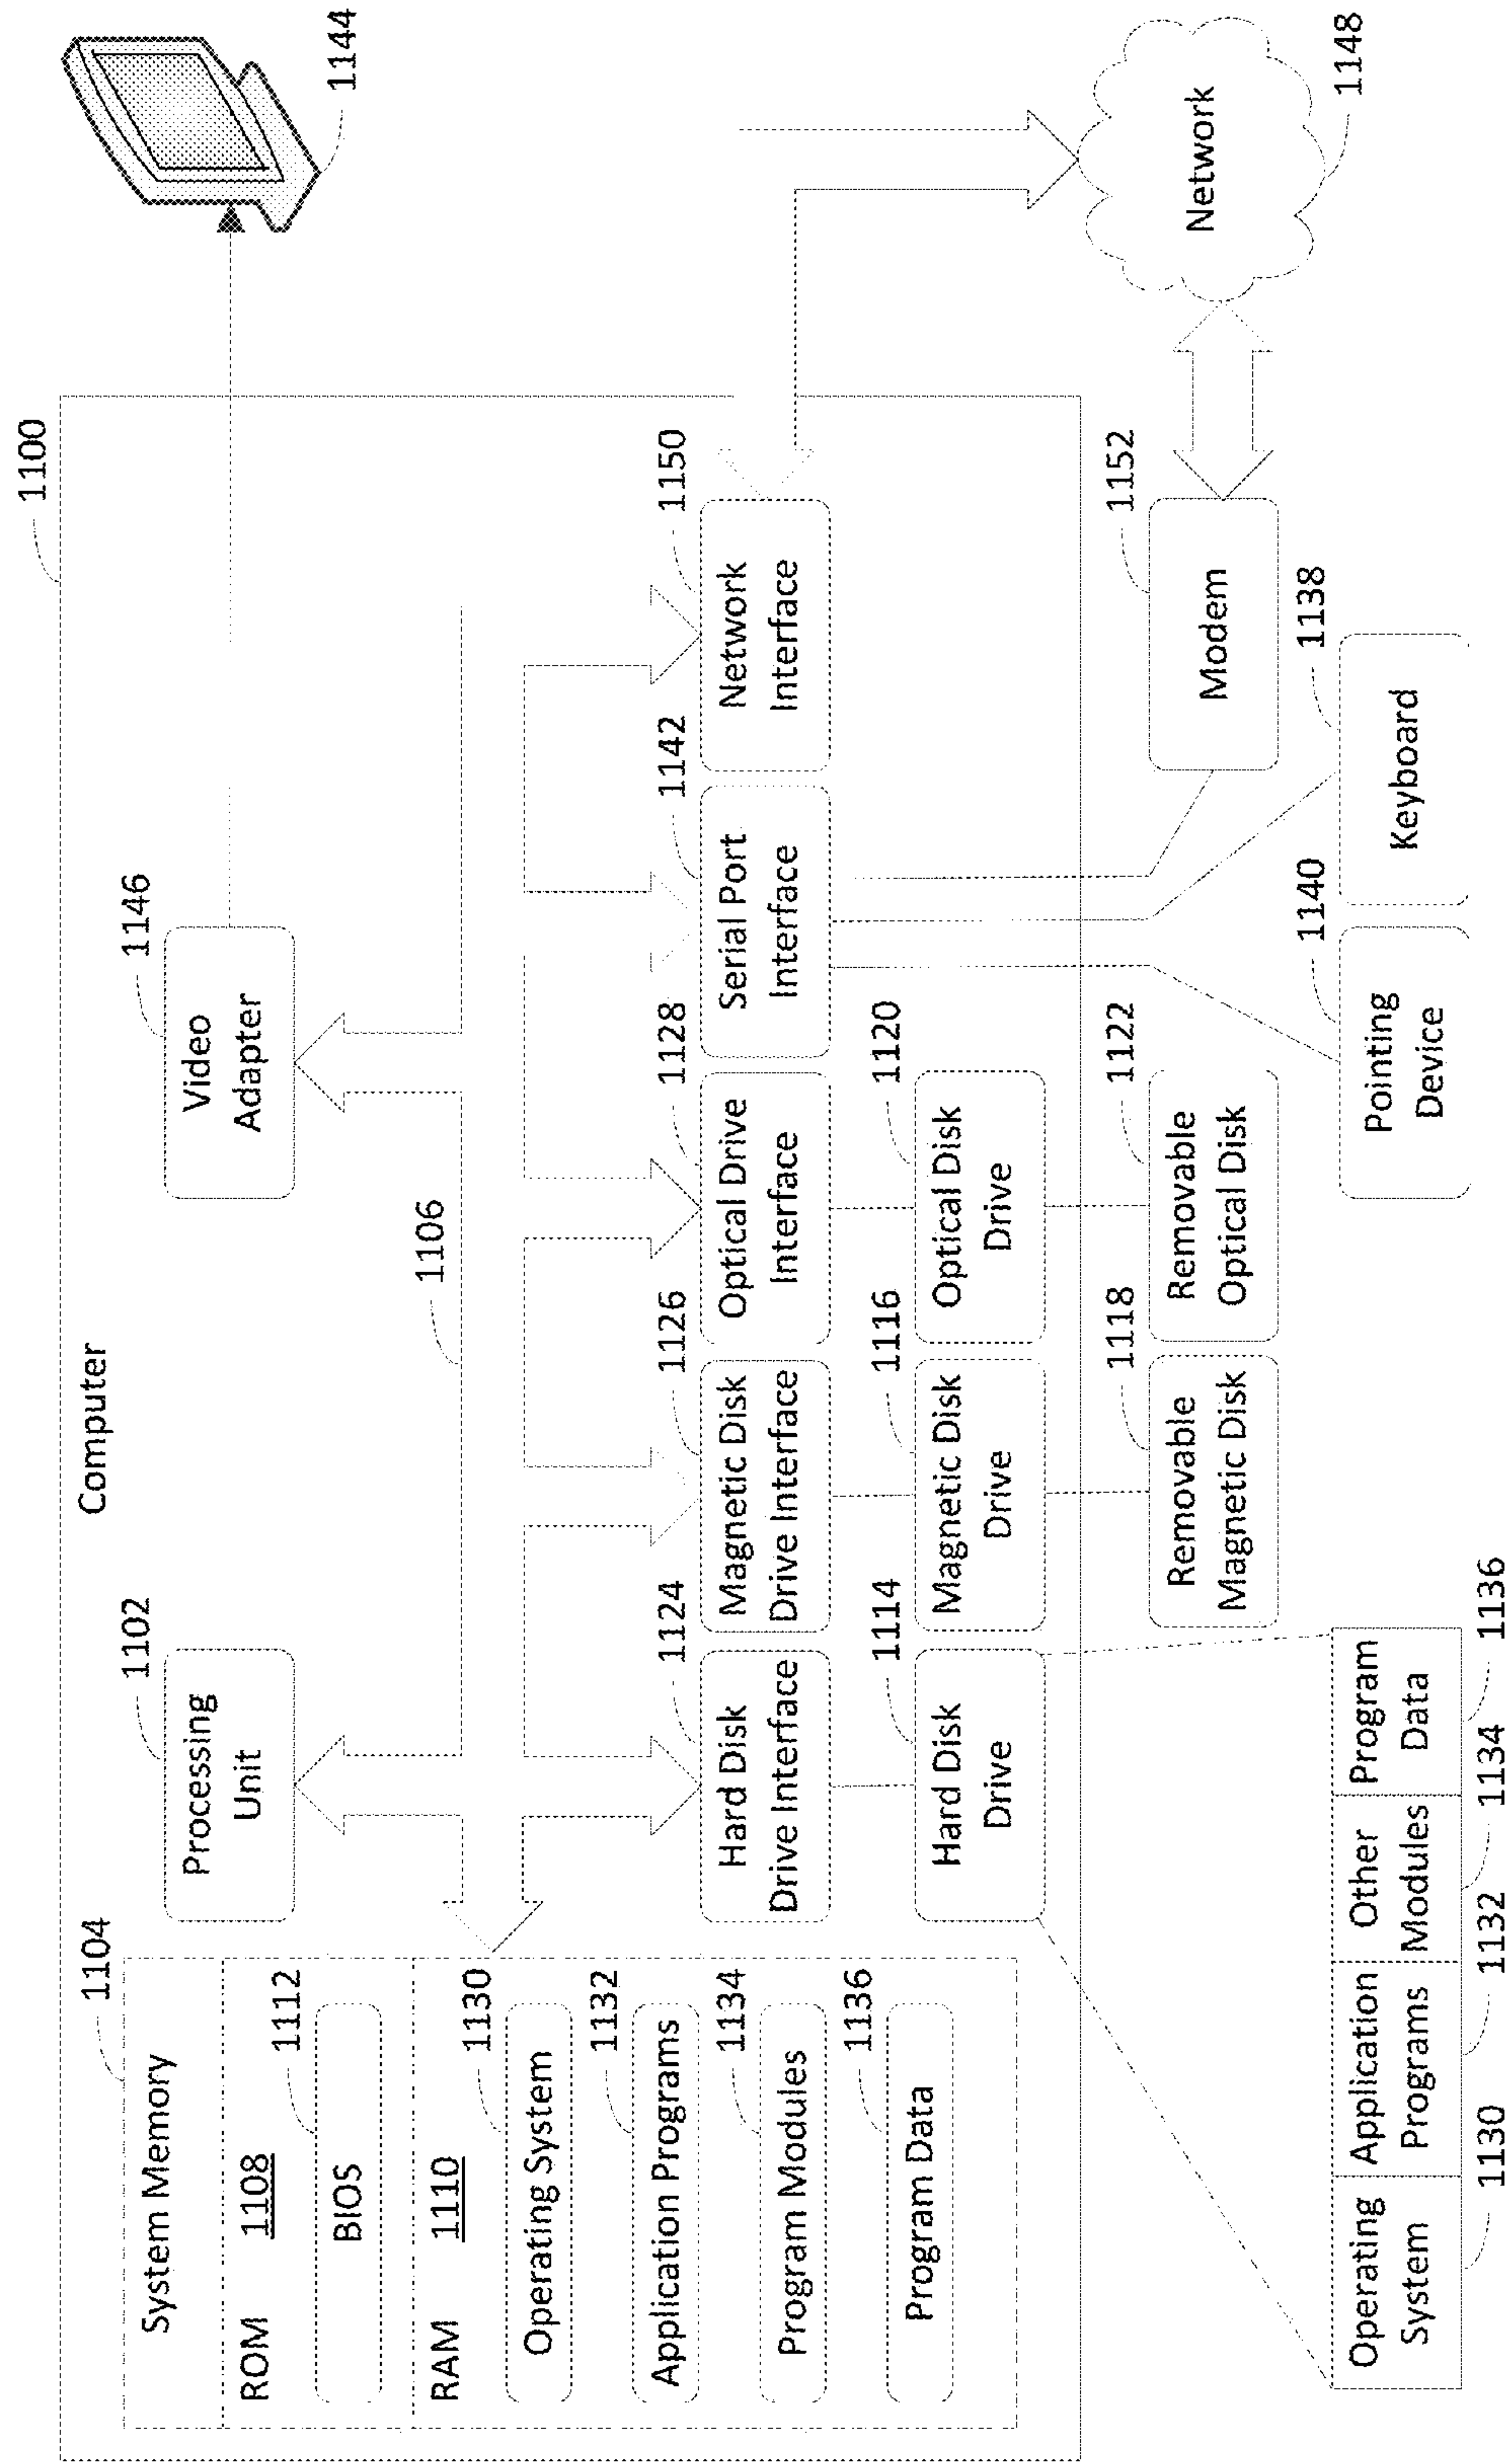 1100
Computer
1104
System Memory
ROM 1108
1112
BIOS
RAM 1110
1130
Operating System
1132
Application Programs
1134
Program Modules
1136
Program Data
1102
Processing
Unit
1146
Video
Adapter
1144
1106
1124
Hard Disk
Drive Interface
1126
Magnetic Disk
Drive Interface
1128
Optical Drive
Interface
1142
Serial Port
Interface
1150
Network
Interface
1114
Hard Disk
Drive
1116
Magnetic Disk
Drive
1120
Optical Disk
Drive
1118
Removable
Magnetic Disk
1122
Removable
Optical Disk
1152
Modem
Network
1148
1140
Pointing
Device
1138
Keyboard
Operating
System
Application
Programs
Other
Modules
Program
Data
1130
1132
1134
1136